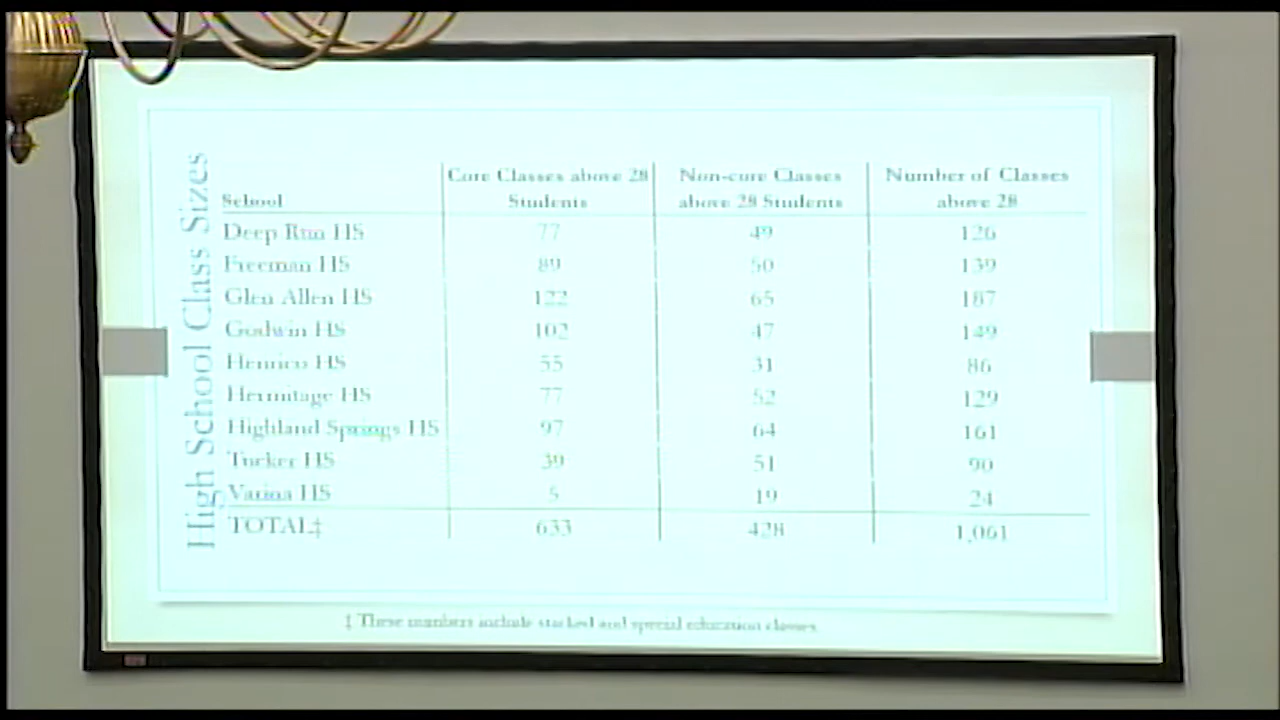 High School Class Sizes
School | Core Classes above 28 Students | Non-core Classes above 28 Students | Number of Classes above 28
Deep Run HS 77 49 126
Freeman HS 89 50 139
Glen Allen HS 122 65 187
Godwin HS 102 47 149
Henrico HS 55 31 86
Hermitage HS 77 52 129
Highland Springs HS 97 64 161
Tucker HS 39 51 90
Varina HS 5 19 24
TOTAL‡ 633 428 1,061
‡ These numbers include stacked and special education classes